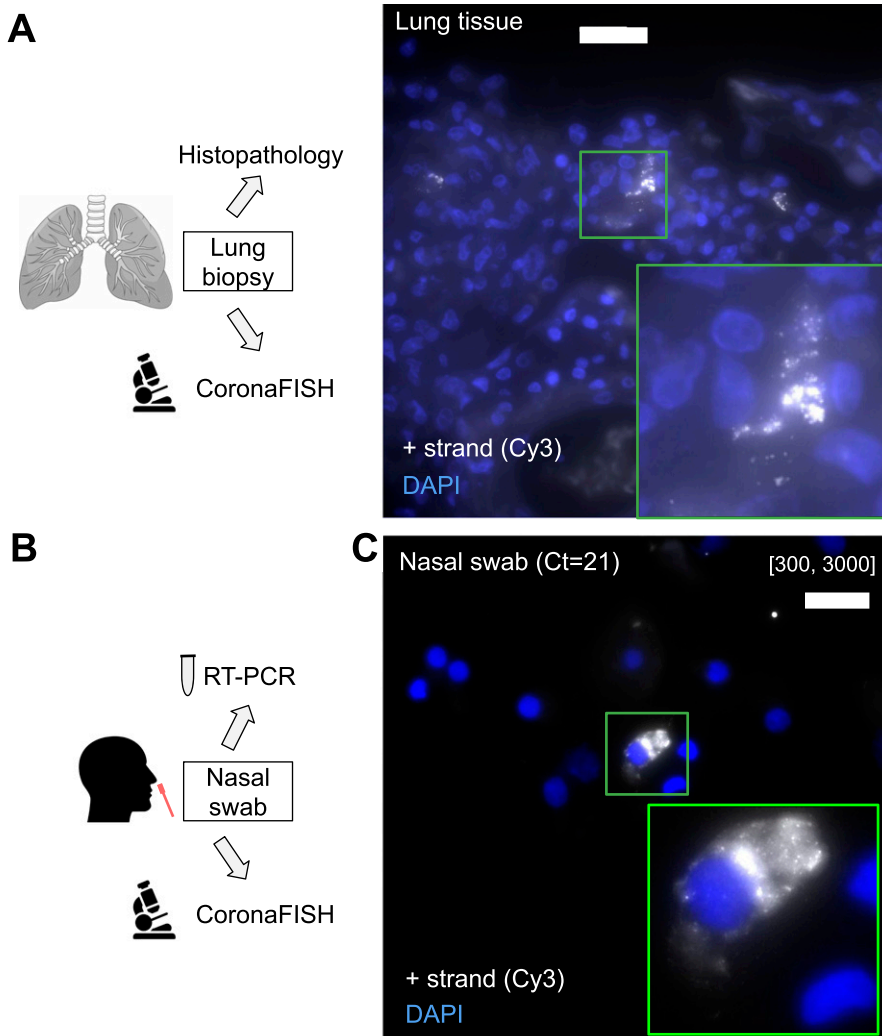 A
Lung tissue
Histopathology
Lung
biopsy
CoronaFISH
+ strand (Cy3)
DAPI
B
C
Nasal swab (Ct=21)
[300, 3000]
RT-PCR
Nasal
swab
CoronaFISH
+ strand (Cy3)
DAPI